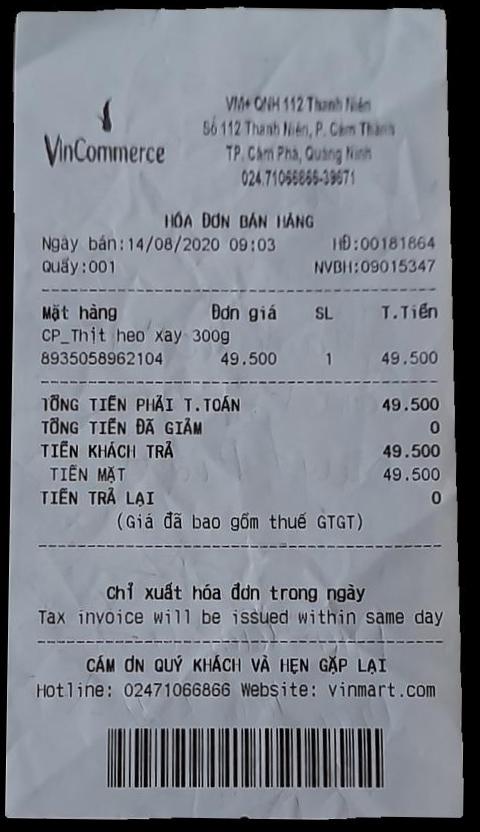 VinCommerce
VM+ QNH 112 Thanh Niên
Số 112 Thanh Niên, P. Cẩm Thành
TP. Cẩm Phả, Quảng Ninh
024.71066866-39671
HÓA ĐƠN BÁN HÀNG
Ngày bán:14/08/2020 09:03 HĐ:00181864
Quầy:001 NVBH:09015347
Mặt hàng Đơn giá SL T.Tiền
CP_Thịt heo xay 300g
8935058962104 49.500 1 49.500
TỔNG TIỀN PHẢI T.TOÁN 49.500
TỔNG TIỀN ĐÃ GIẢM 0
TIỀN KHÁCH TRẢ 49.500
TIỀN MẶT 49.500
TIỀN TRẢ LẠI 0
(Giá đã bao gồm thuế GTGT)
Chỉ xuất hóa đơn trong ngày
Tax invoice will be issued within same day
CÁM ƠN QUÝ KHÁCH VÀ HẸN GẶP LẠI
Hotline: 02471066866 Website: vinmart.com